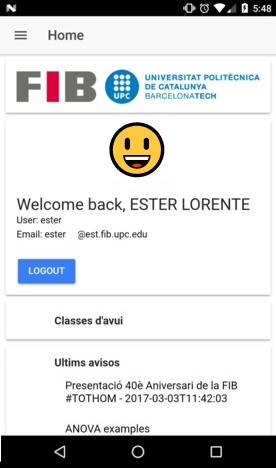 5:48
Home
FIB
UPC
UNIVERSITAT POLITÈCNICA
DE CATALUNYA
BARCELONATECH
Welcome back, ESTER LORENTE
User: ester
Email: ester @est.fib.upc.edu
LOGOUT
Classes d'avui
Ultims avisos
Presentació 40è Aniversari de la FIB
#TOTHOM - 2017-03-03T11:42:03
ANOVA examples